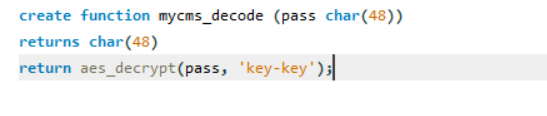 create function mycms_decode (pass char(48))
returns char(48)
return aes_decrypt(pass, 'key-key');